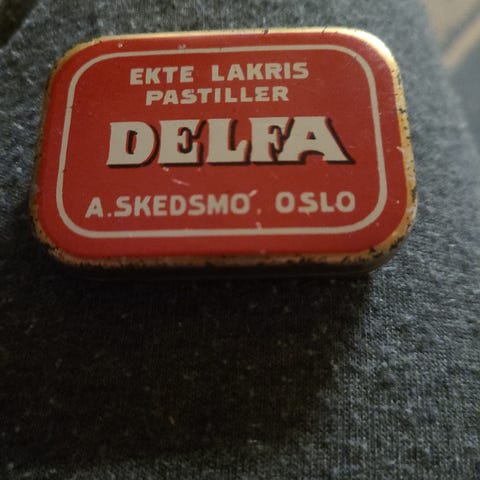 EKTE LAKRIS
PASTILLER
DELFA
A. SKEDSMO, OSLO